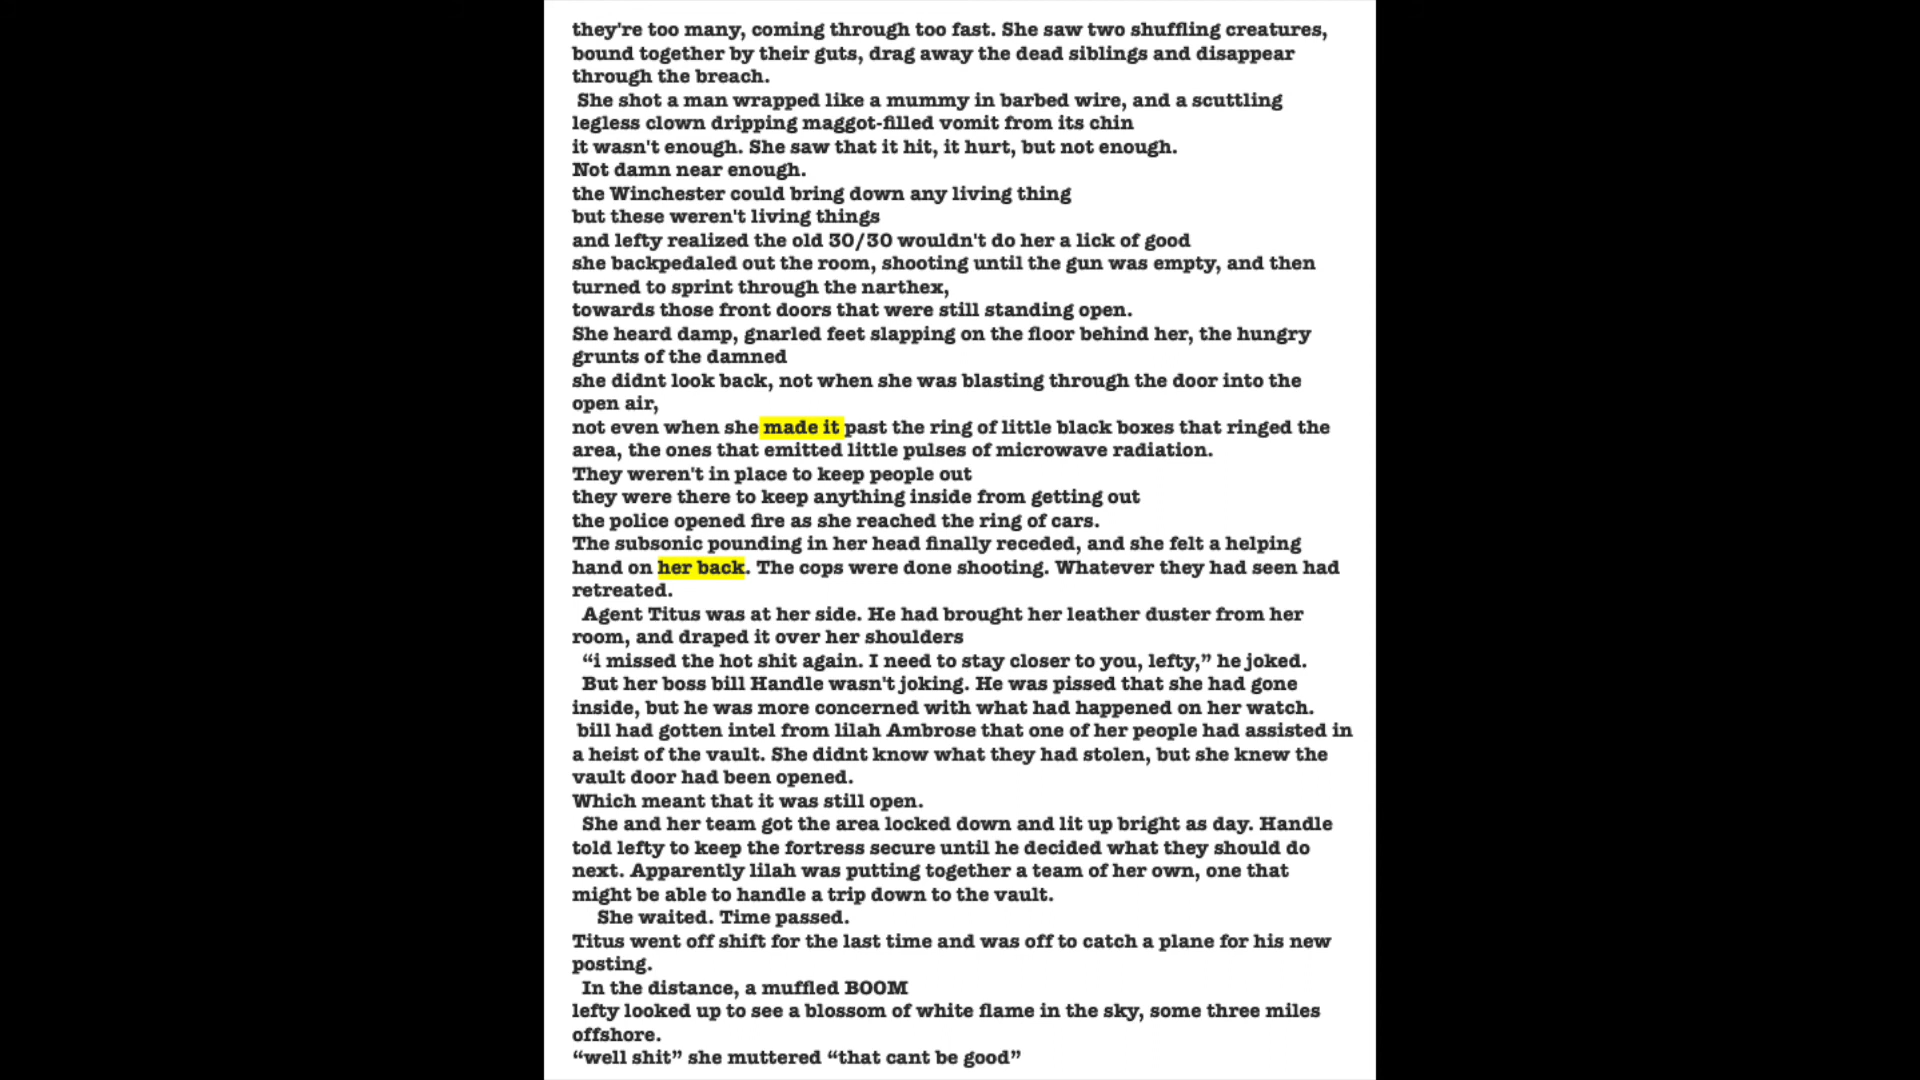 they're too many, coming through too fast. She saw two shuffling creatures,
bound together by their guts, drag away the dead siblings and disappear
through the breach.
She shot a man wrapped like a mummy in barbed wire, and a scuttling
legless clown dripping maggot-filled vomit from its chin
it wasn't enough. She saw that it hit, it hurt, but not enough.
Not damn near enough.
the Winchester could bring down any living thing
but these weren't living things
and lefty realized the old 30/30 wouldn't do her a lick of good
she backpedaled out the room, shooting until the gun was empty, and then
turned to sprint through the narthex,
towards those front doors that were still standing open.
She heard damp, gnarled feet slapping on the floor behind her, the hungry
grunts of the damned
she didnt look back, not when she was blasting through the door into the
open air,
not even when she made it past the ring of little black boxes that ringed the
area, the ones that emitted little pulses of microwave radiation.
They weren't in place to keep people out
they were there to keep anything inside from getting out
the police opened fire as she reached the ring of cars.
The subsonic pounding in her head finally receded, and she felt a helping
hand on her back. The cops were done shooting. Whatever they had seen had
retreated.
Agent Titus was at her side. He had brought her leather duster from her
room, and draped it over her shoulders
“i missed the hot shit again. I need to stay closer to you, lefty,” he joked.
But her boss bill Handle wasn't joking. He was pissed that she had gone
inside, but he was more concerned with what had happened on her watch.
bill had gotten intel from lilah Ambrose that one of her people had assisted in
a heist of the vault. She didnt know what they had stolen, but she knew the
vault door had been opened.
Which meant that it was still open.
She and her team got the area locked down and lit up bright as day. Handle
told lefty to keep the fortress secure until he decided what they should do
next. Apparently lilah was putting together a team of her own, one that
might be able to handle a trip down to the vault.
She waited. Time passed.
Titus went off shift for the last time and was off to catch a plane for his new
posting.
In the distance, a muffled BOOM
lefty looked up to see a blossom of white flame in the sky, some three miles
offshore.
“well shit” she muttered “that cant be good”